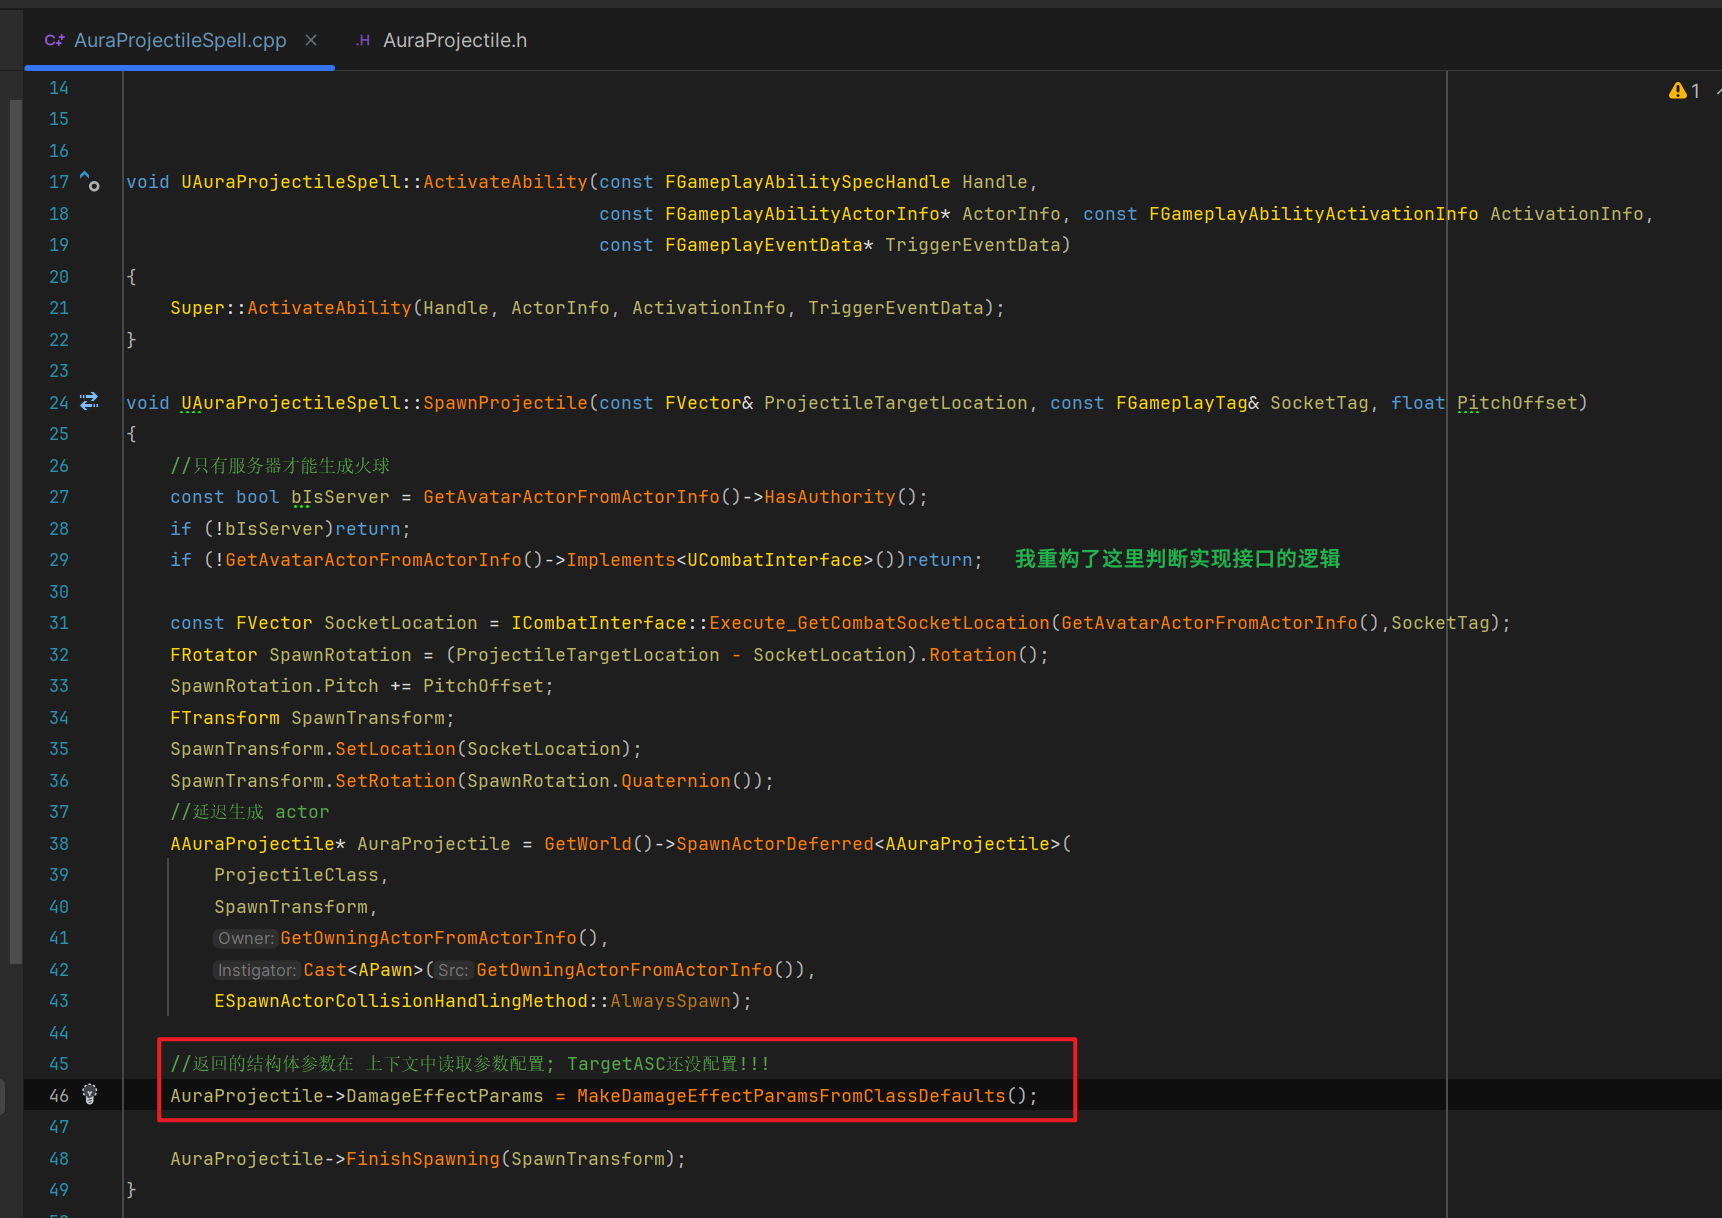 C++ AuraProjectileSpell.cpp × .H AuraProjectile.h
14
1
15
16
17 void UAuraProjectileSpell::ActivateAbility(const FGameplayAbilitySpecHandle Handle,
18 const FGameplayAbilityActorInfo* ActorInfo, const FGameplayAbilityActivationInfo ActivationInfo,
19 const FGameplayEventData* TriggerEventData)
20 {
21 Super::ActivateAbility(Handle, ActorInfo, ActivationInfo, TriggerEventData);
22 }
23
24 void UAuraProjectileSpell::SpawnProjectile(const FVector& ProjectileTargetLocation, const FGameplayTag& SocketTag, float PitchOffset)
25 {
26 //只有服务器才能生成火球
27 const bool bIsServer = GetAvatarActorFromActorInfo()->HasAuthority();
28 if (!bIsServer)return;
29 if (!GetAvatarActorFromActorInfo()->Implements<UCombatInterface>())return; 我重构了这里判断实现接口的逻辑
30
31 const FVector SocketLocation = ICombatInterface::Execute_GetCombatSocketLocation(GetAvatarActorFromActorInfo(),SocketTag);
32 FRotator SpawnRotation = (ProjectileTargetLocation - SocketLocation).Rotation();
33 SpawnRotation.Pitch += PitchOffset;
34 FTransform SpawnTransform;
35 SpawnTransform.SetLocation(SocketLocation);
36 SpawnTransform.SetRotation(SpawnRotation.Quaternion());
37 //延迟生成 actor
38 AAuraProjectile* AuraProjectile = GetWorld()->SpawnActorDeferred<AAuraProjectile>(
39 ProjectileClass,
40 SpawnTransform,
41 Owner: GetOwningActorFromActorInfo(),
42 Instigator: Cast<APawn>( Src: GetOwningActorFromActorInfo()),
43 ESpawnActorCollisionHandlingMethod::AlwaysSpawn);
44
45 //返回的结构体参数在 上下文中读取参数配置; TargetASC还没配置!!!
46 AuraProjectile->DamageEffectParams = MakeDamageEffectParamsFromClassDefaults();
47
48 AuraProjectile->FinishSpawning(SpawnTransform);
49 }